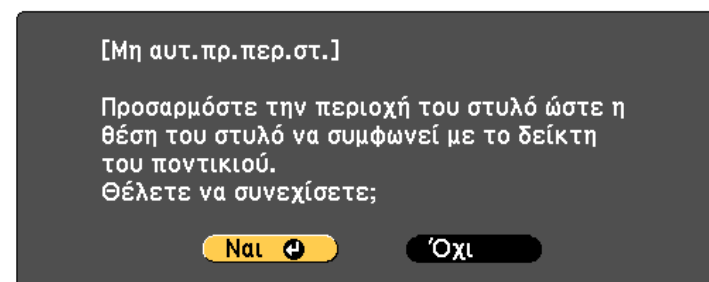 [Μη αυτ.πρ.περ.στ.]
Προσαρμόστε την περιοχή του στυλό ώστε η
θέση του στυλό να συμφωνεί με το δείκτη
του ποντικιού.
Θέλετε να συνεχίσετε;
Ναι Όχι